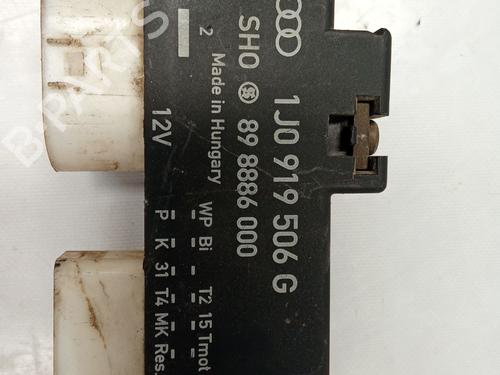 1J0 919 506 G
SHO 89 8886 000
2 Made in Hungary WP Bi T2 15 Tmot
12V P K 31 T4 MK Res.
B-PARTS